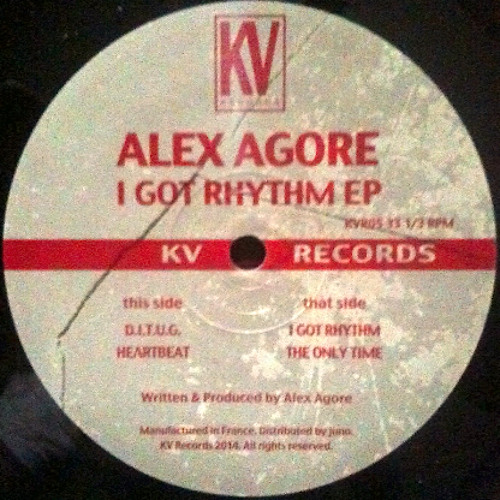 KV
RECORDS
ALEX AGORE
I GOT RHYTHM EP
KVR05 33 1/3 RPM
KV RECORDS
this side that side
D.I.T.U.G. I GOT RHYTHM
HEARTBEAT THE ONLY TIME
Written & Produced by Alex Agore
Manufactured in France. Distributed by Juno.
KV Records 2014. All rights reserved.